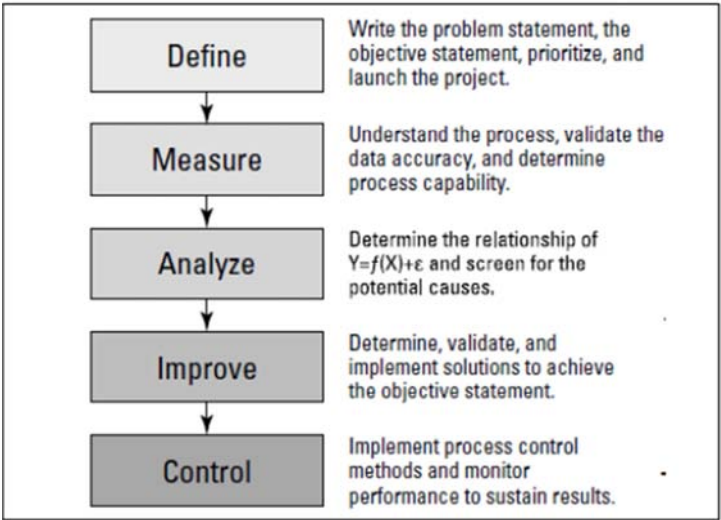 Define
Write the problem statement, the
objective statement, prioritize, and
launch the project.
Measure
Understand the process, validate the
data accuracy, and determine
process capability.
Analyze
Determine the relationship of
Y=f(X)+ε and screen for the
potential causes.
Improve
Determine, validate, and
implement solutions to achieve
the objective statement.
Control
Implement process control
methods and monitor
performance to sustain results.